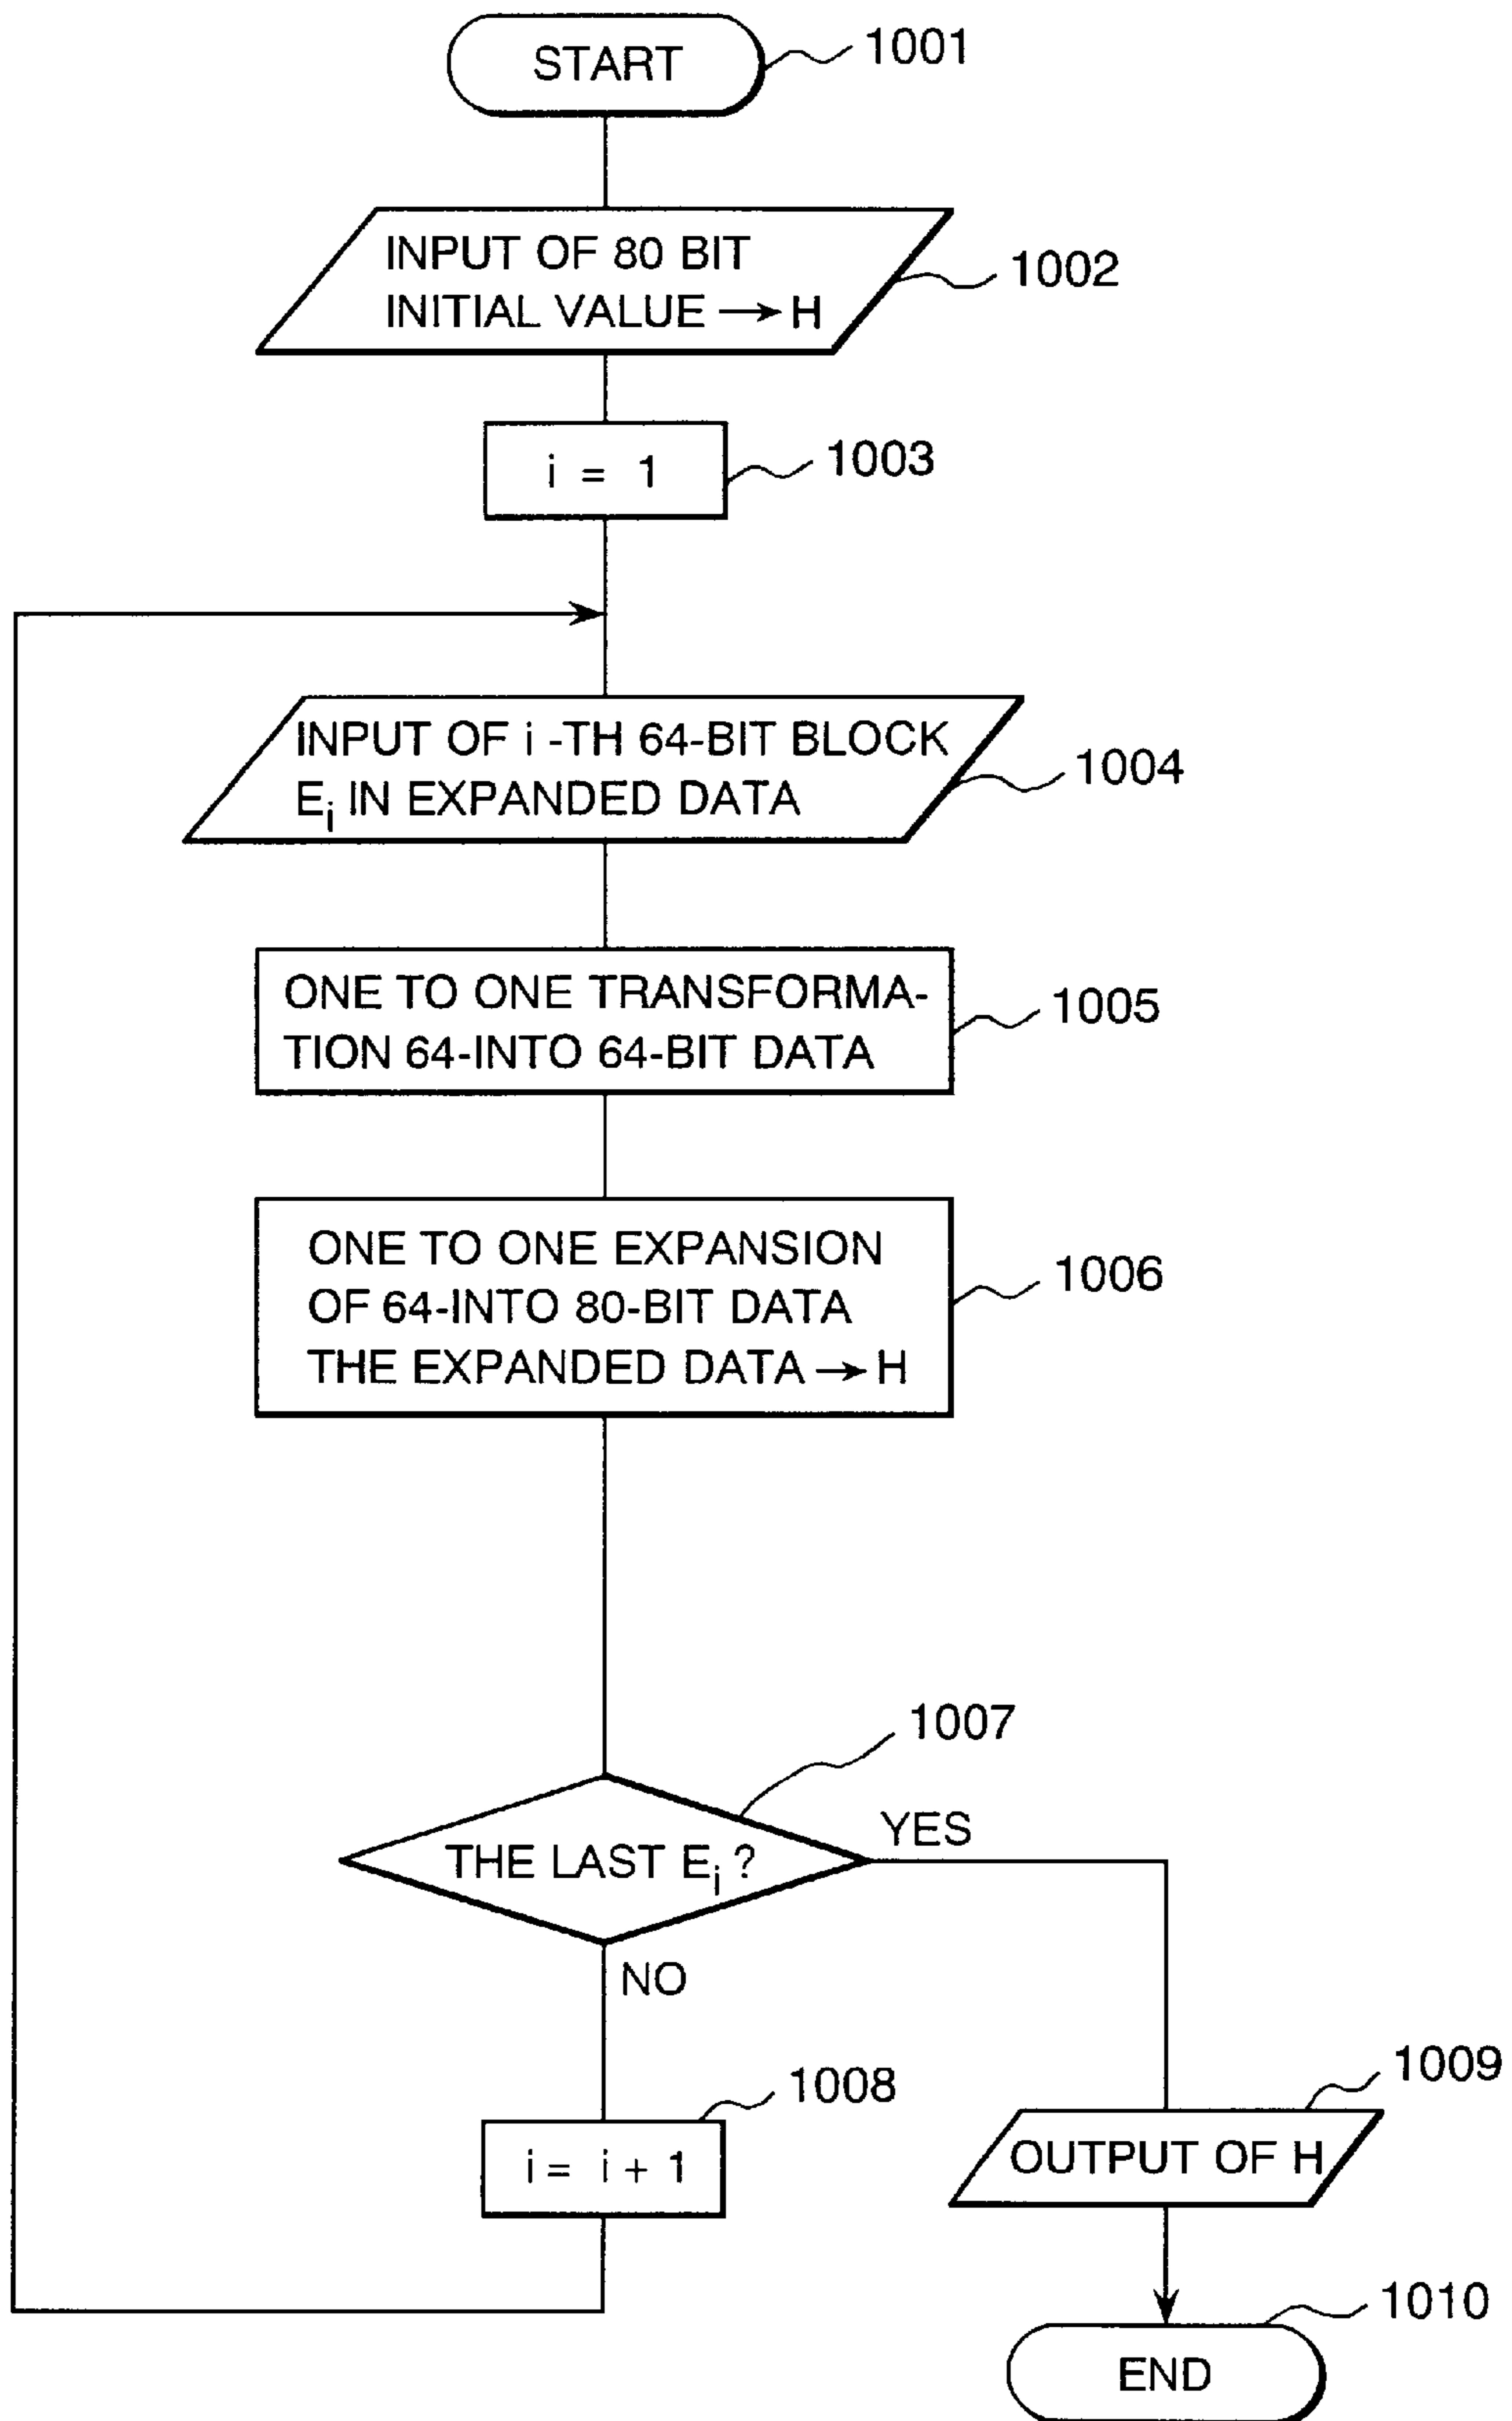 START
1001
INPUT OF 80 BIT
INITIAL VALUE → H
1002
i = 1
1003
INPUT OF i -TH 64-BIT BLOCK
Ei IN EXPANDED DATA
1004
ONE TO ONE TRANSFORMA-
TION 64-INTO 64-BIT DATA
1005
ONE TO ONE EXPANSION
OF 64-INTO 80-BIT DATA
THE EXPANDED DATA → H
1006
1007
THE LAST Ei ?
YES
NO
1008
i = i + 1
1009
OUTPUT OF H
1010
END